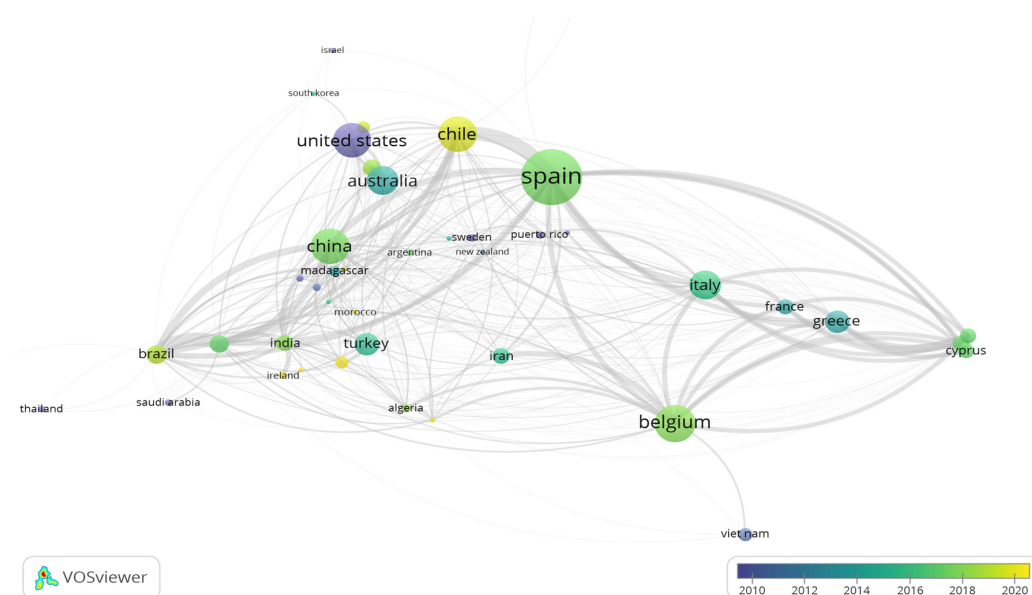 israel
south korea
united states
chile
spain
australia
china
sweden
puerto rico
argentina
new zealand
madagascar
italy
morocco
france
greece
brazil
india
turkey
iran
cyprus
ireland
thailand
saudi arabia
algeria
belgium
viet nam
VOSviewer
2010 2012 2014 2016 2018 2020